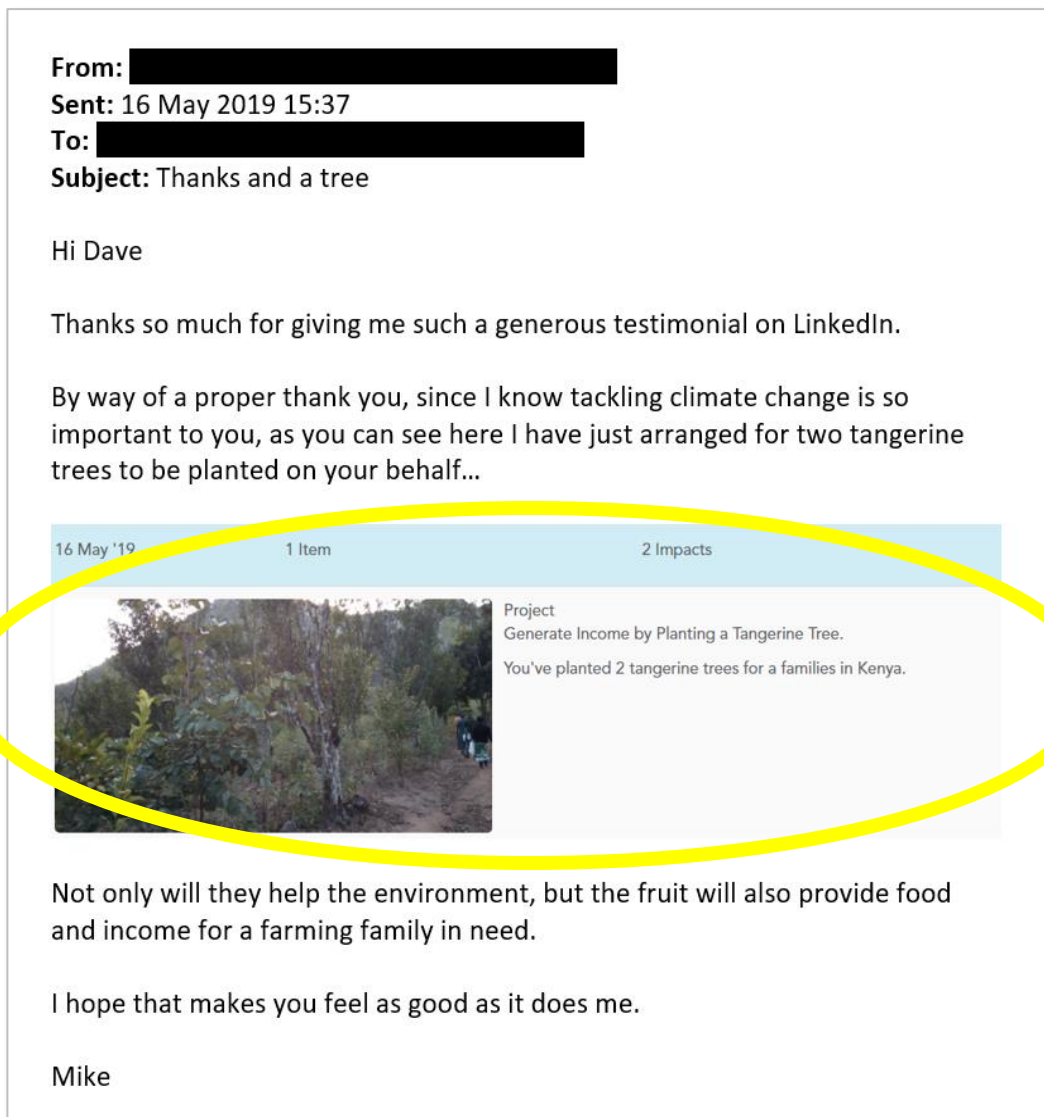 From:
Sent: 16 May 2019 15:37
To:
Subject: Thanks and a tree
Hi Dave
Thanks so much for giving me such a generous testimonial on LinkedIn.
By way of a proper thank you, since I know tackling climate change is so
important to you, as you can see here I have just arranged for two tangerine
trees to be planted on your behalf...
16 May '19 1 Item 2 Impacts
Project
Generate Income by Planting a Tangerine Tree.
You've planted 2 tangerine trees for a families in Kenya.
Not only will they help the environment, but the fruit will also provide food
and income for a farming family in need.
I hope that makes you feel as good as it does me.
Mike